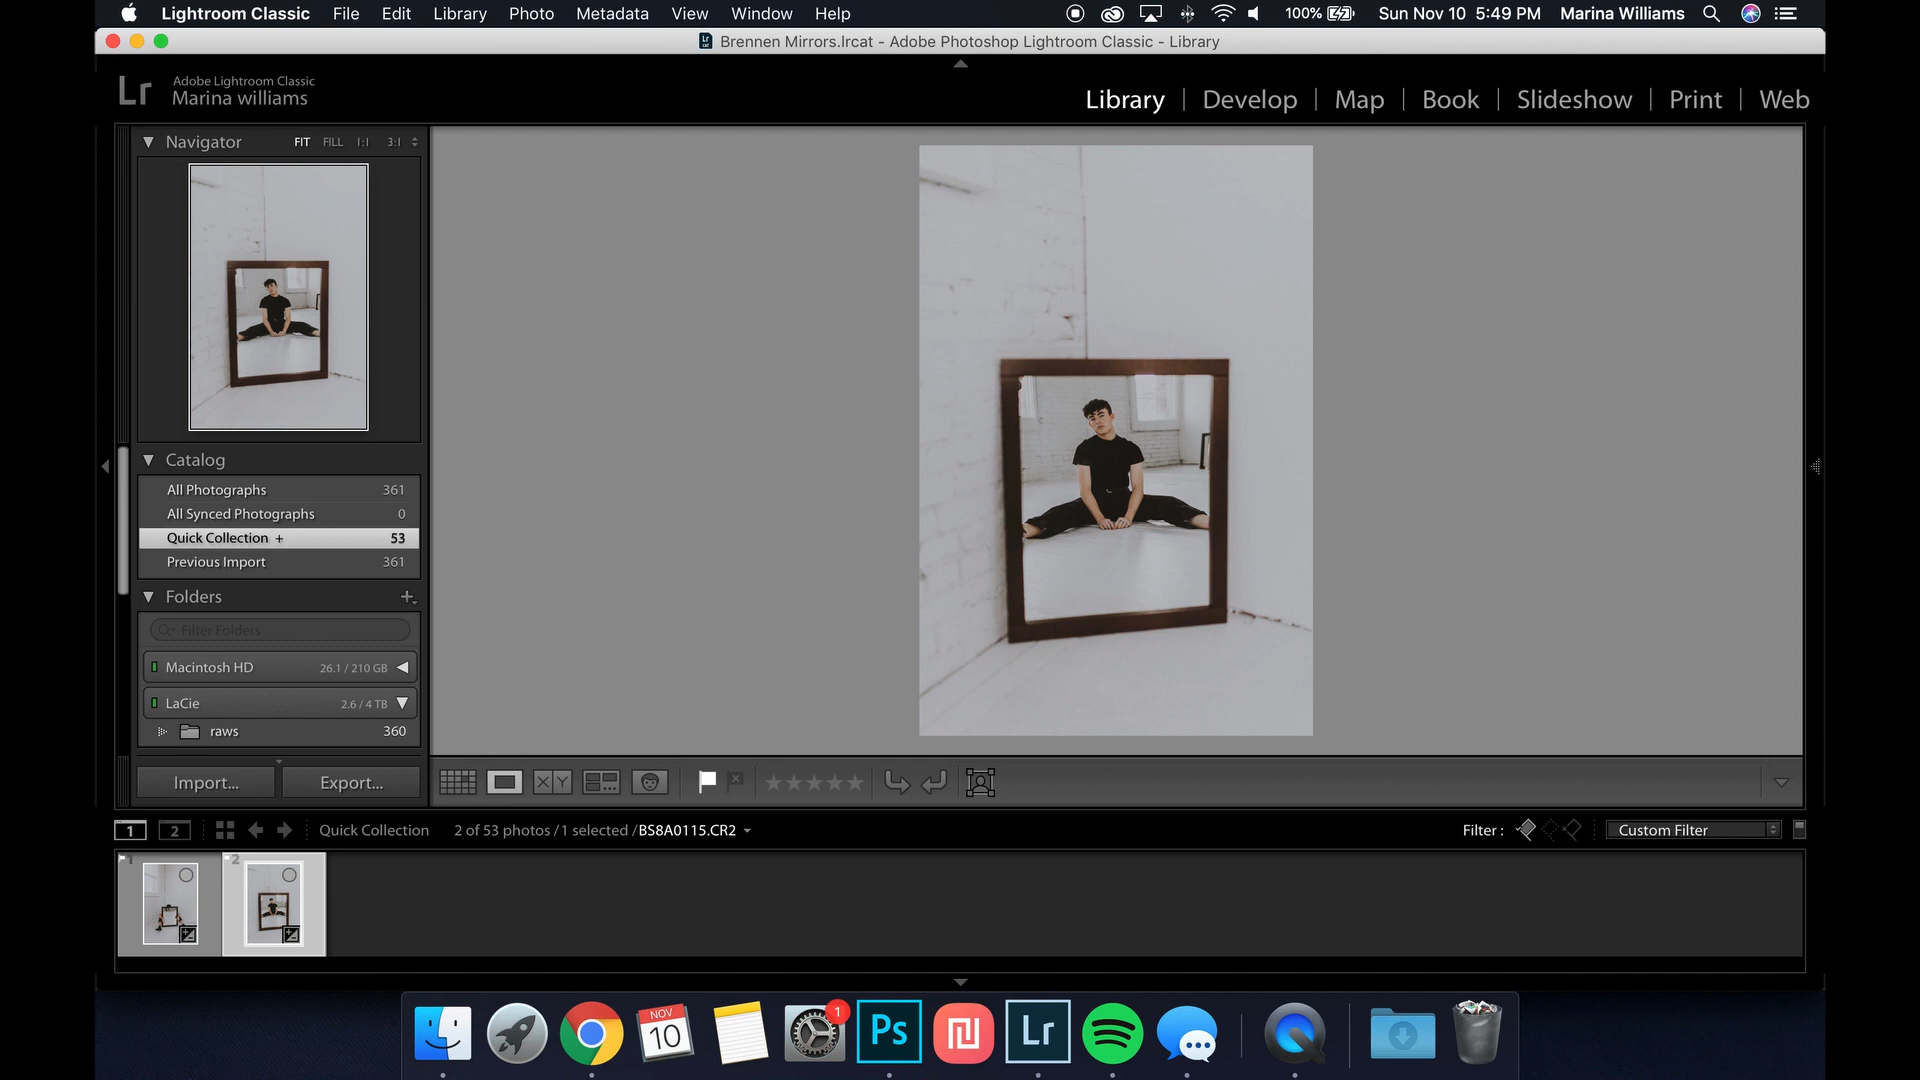 Lightroom Classic File Edit Library Photo Metadata View Window Help 100% Sun Nov 10 5:49 PM Marina Williams
Brennen Mirrors.lrcat - Adobe Photoshop Lightroom Classic - Library
Lr
Adobe Lightroom Classic
Marina williams
Library | Develop | Map | Book | Slideshow | Print | Web
Navigator FIT FILL 1:1 3:1
Catalog
All Photographs 361
All Synced Photographs 0
Quick Collection + 53
Previous Import 361
Folders
Filter Folders
Macintosh HD 26.1 / 210 GB
LaCie 2.6 / 4 TB
raws 360
Import... Export...
XY
1 2 Quick Collection 2 of 53 photos / 1 selected / BS8A0115.CR2 Filter : Custom Filter
1 2
NOV
10
1
Ps
Lr